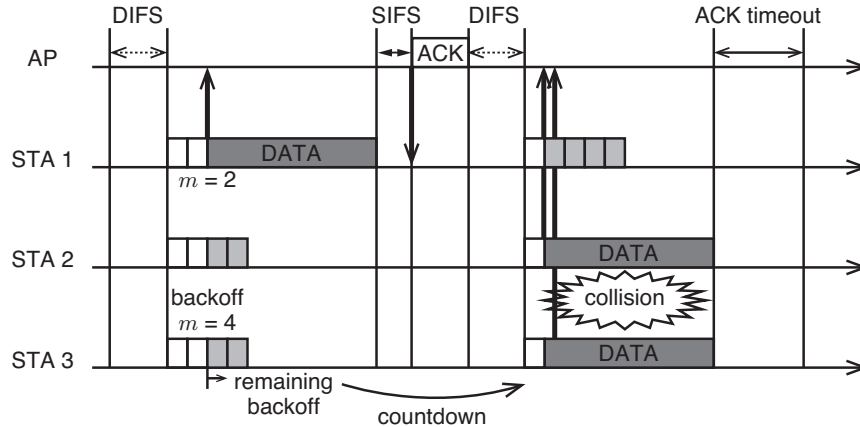 DIFS SIFS DIFS ACK timeout
AP ACK
STA 1 DATA
m = 2
STA 2 DATA
backoff collision
m = 4
STA 3 DATA
remaining
backoff
countdown